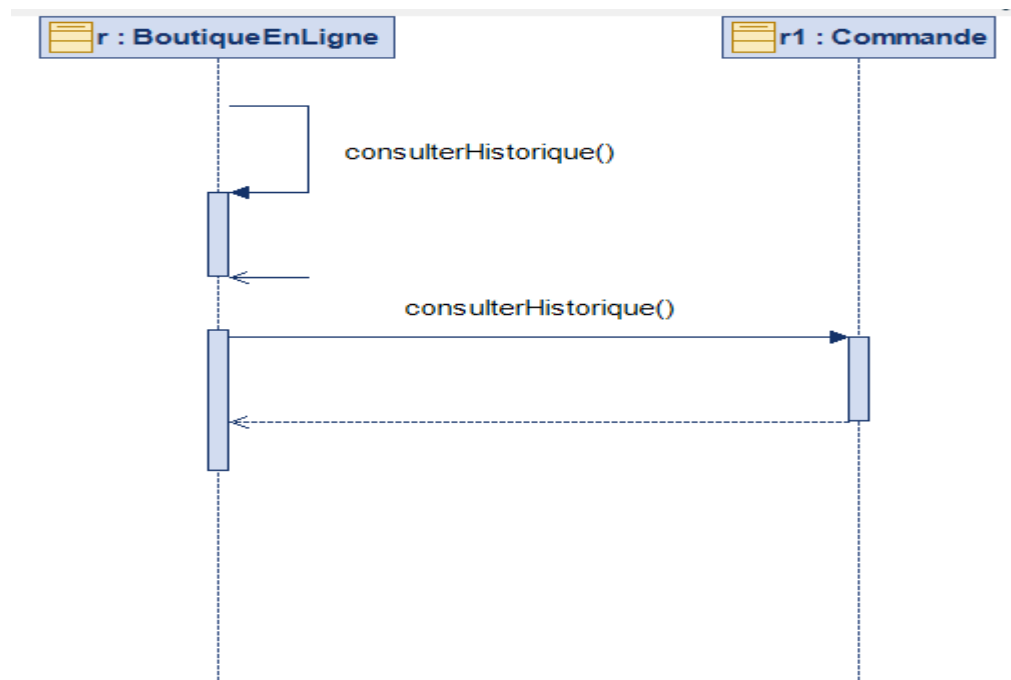 r : BoutiqueEnLigne
r1 : Commande
consulterHistorique()
consulterHistorique()